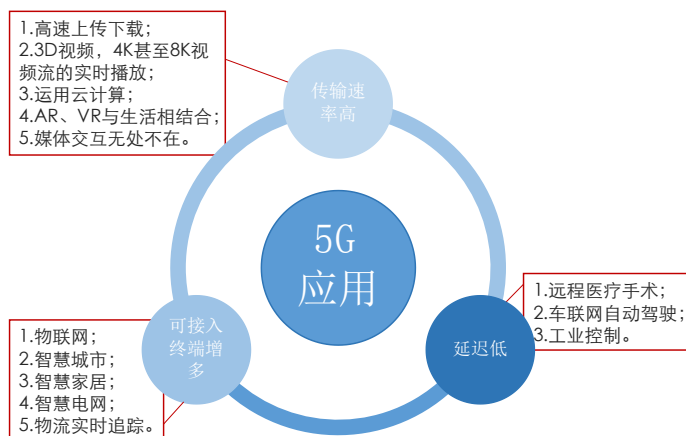 1.高速上传下载;
2.3D视频，4K甚至8K视
频流的实时播放;
3.运用云计算;
4.AR、VR与生活相结合;
5.媒体交互无处不在。
传输速
率高
5G
应用
1.远程医疗手术;
2.车联网自动驾驶;
3.工业控制。
延迟低
可接入
终端增
多
1.物联网;
2.智慧城市;
3.智慧家居;
4.智慧电网;
5.物流实时追踪。